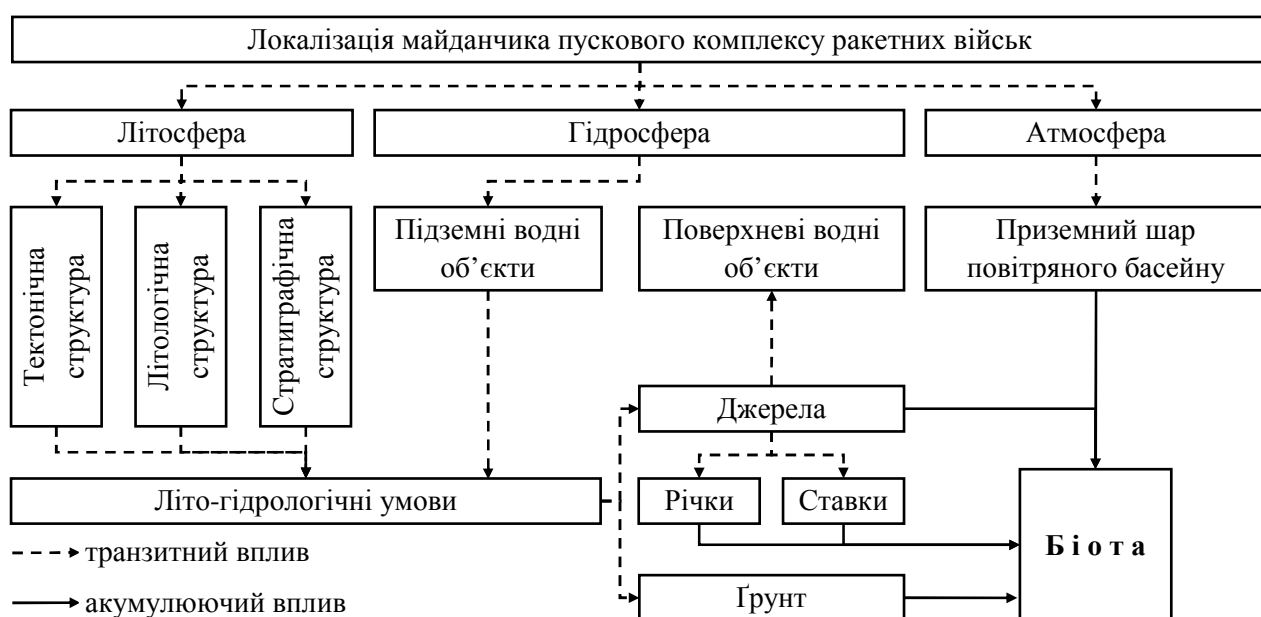 Локалізація майданчика пускового комплексу ракетних військ
Літосфера
Гідросфера
Атмосфера
Тектонічна
структура
Літологічна
структура
Стратиграфічна
структура
Підземні водні
об’єкти
Поверхневі водні
об’єкти
Приземний шар
повітряного басейну
Джерела
Літо-гідрологічні умови
Річки
Ставки
Біота
транзитний вплив
акумулюючий вплив
Ґрунт